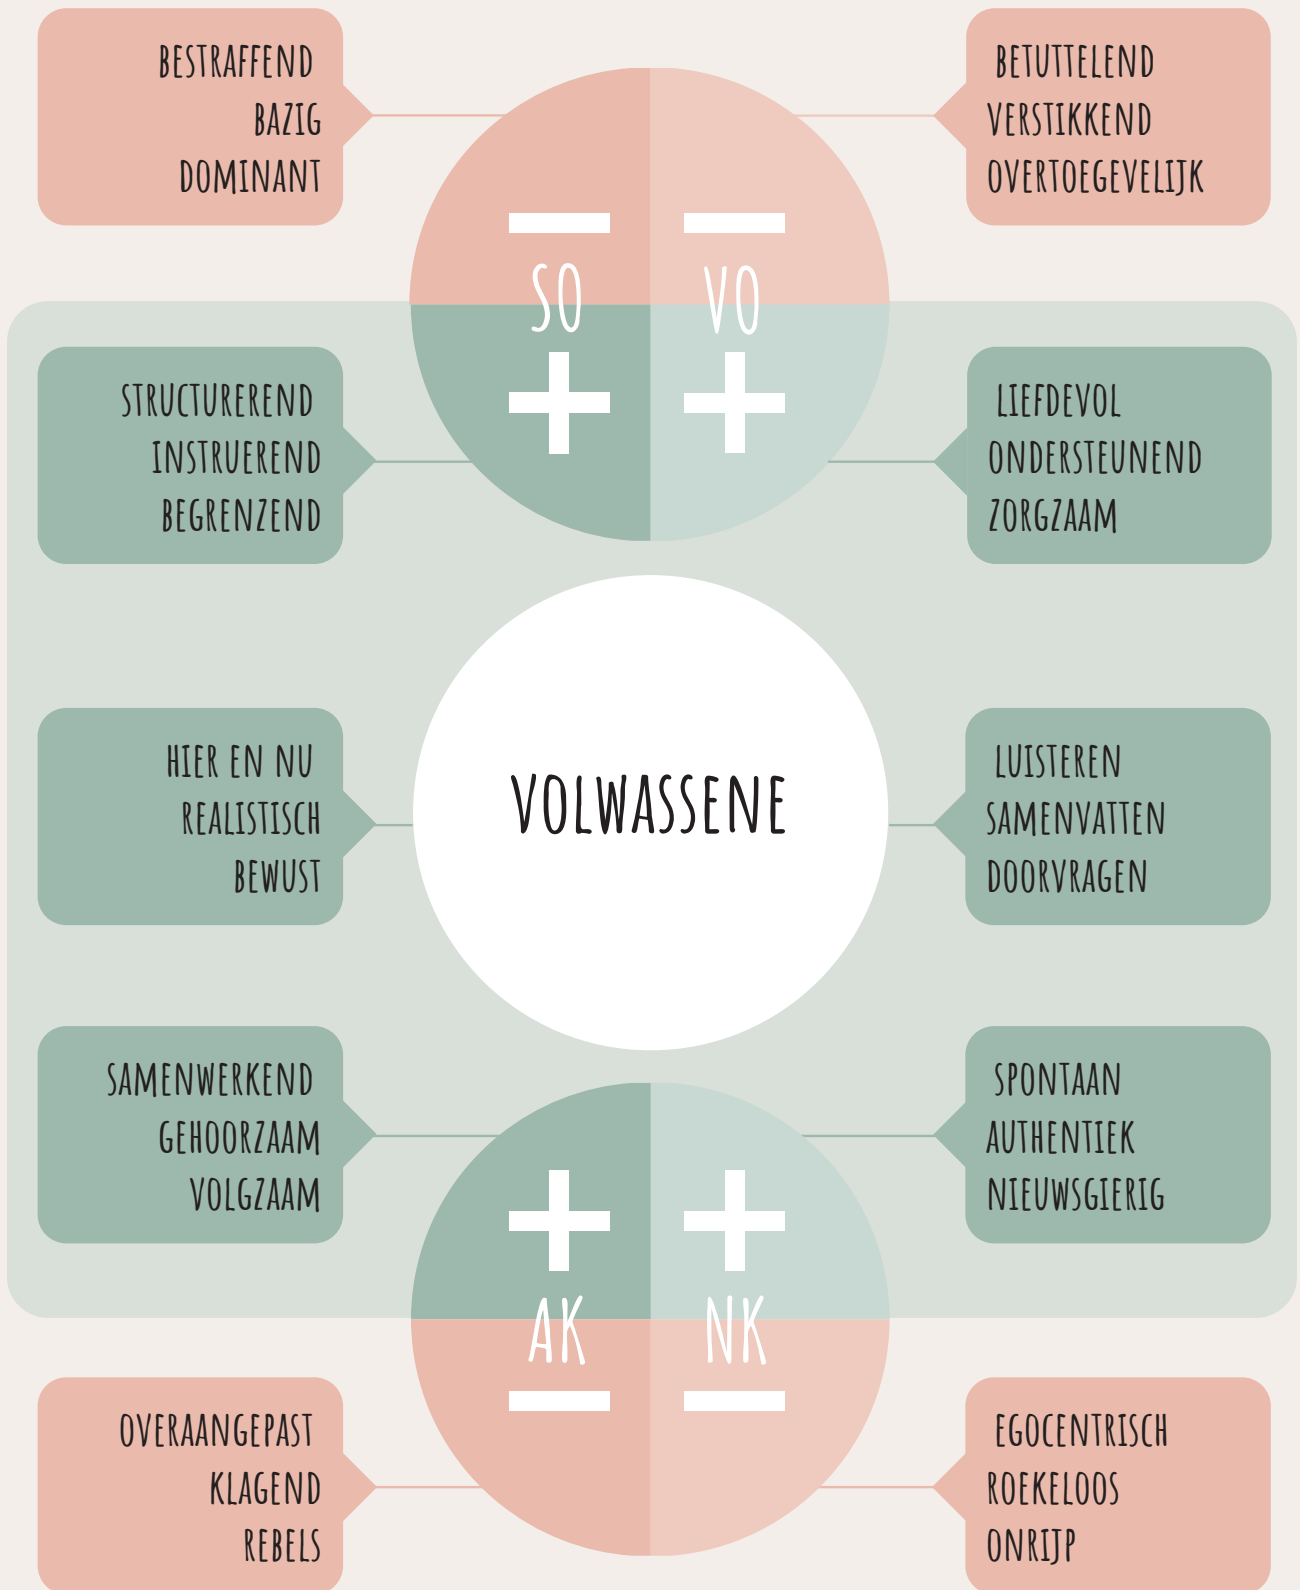 BESTRAFFEND
BAZIG
DOMINANT
BETUTTELEND
VERSTIKKEND
OVERTOEGEVELIJK
SO
VO
STRUCTUREREND
INSTRUEREND
BEGRENZEND
LIEFDEVOL
ONDERSTEUNEND
ZORGZAAM
HIER EN NU
REALISTISCH
BEWUST
VOLWASSENE
LUISTEREN
SAMENVATTEN
DOORVRAGEN
SAMENWERKEND
GEHOORZAAM
VOLGZAAM
SPONTAAN
AUTHENTIEK
NIEUWSGIERIG
AK
NK
OVERAANGEPAST
KLAGEND
REBELS
EGOCENTRISCH
ROEKELOOS
ONRIJP